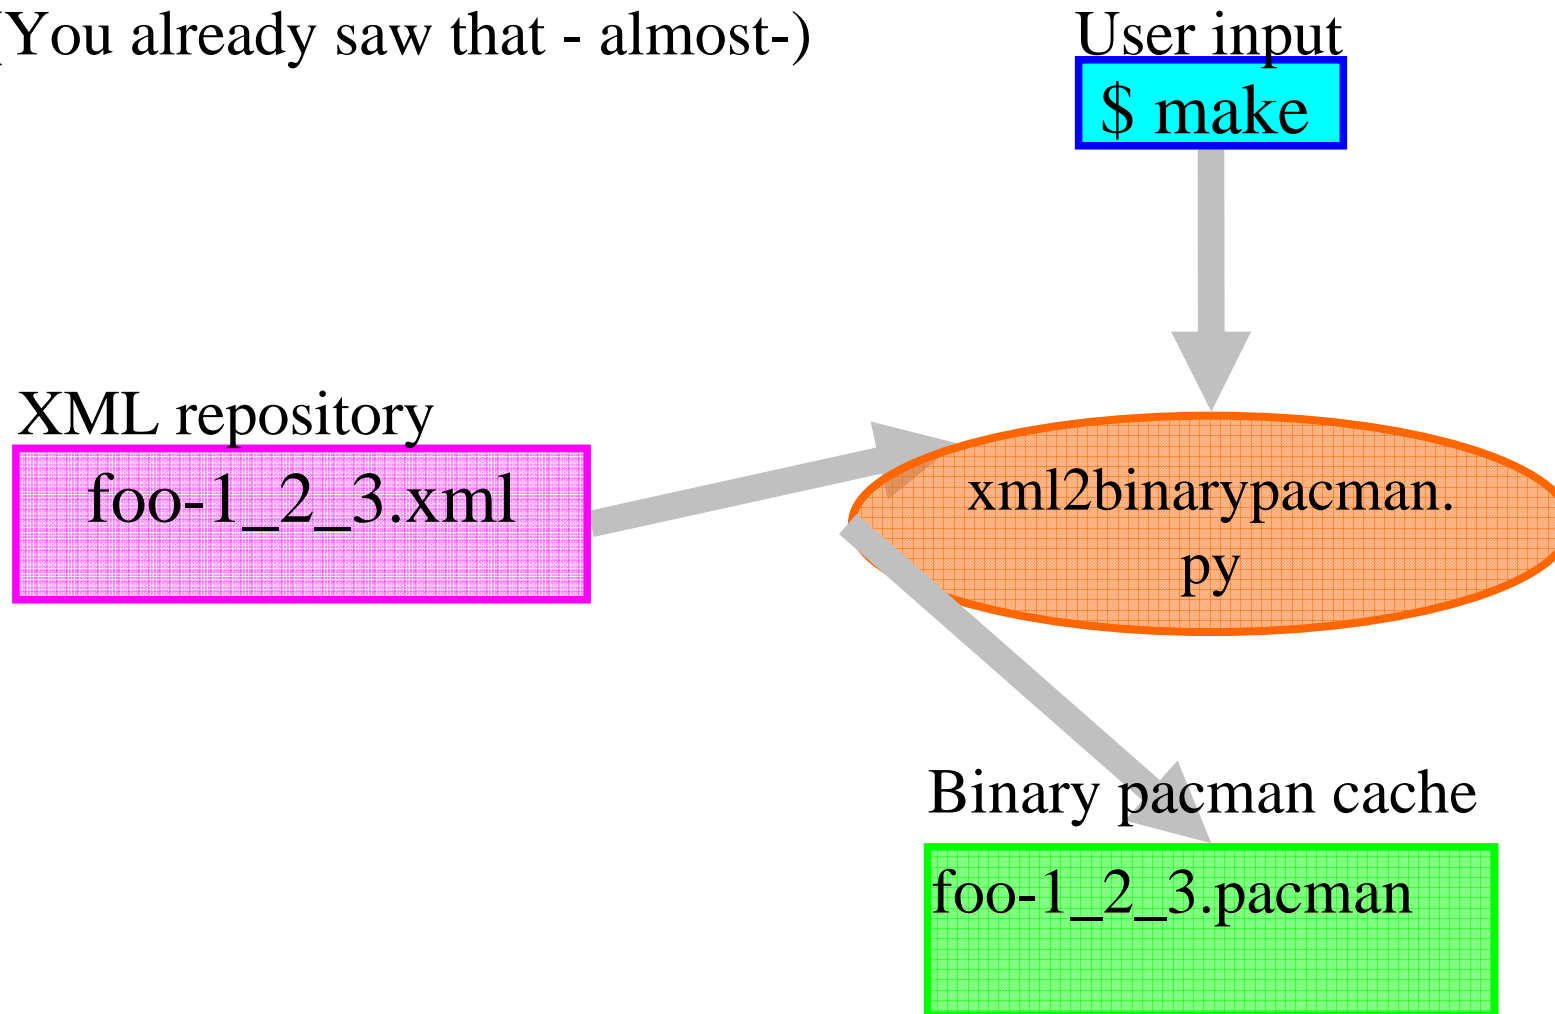 (You already saw that - almost-)
User input
$ make
XML repository
foo-1_2_3.xml
xml2binarypacman.
py
Binary pacman cache
foo-1_2_3.pacman